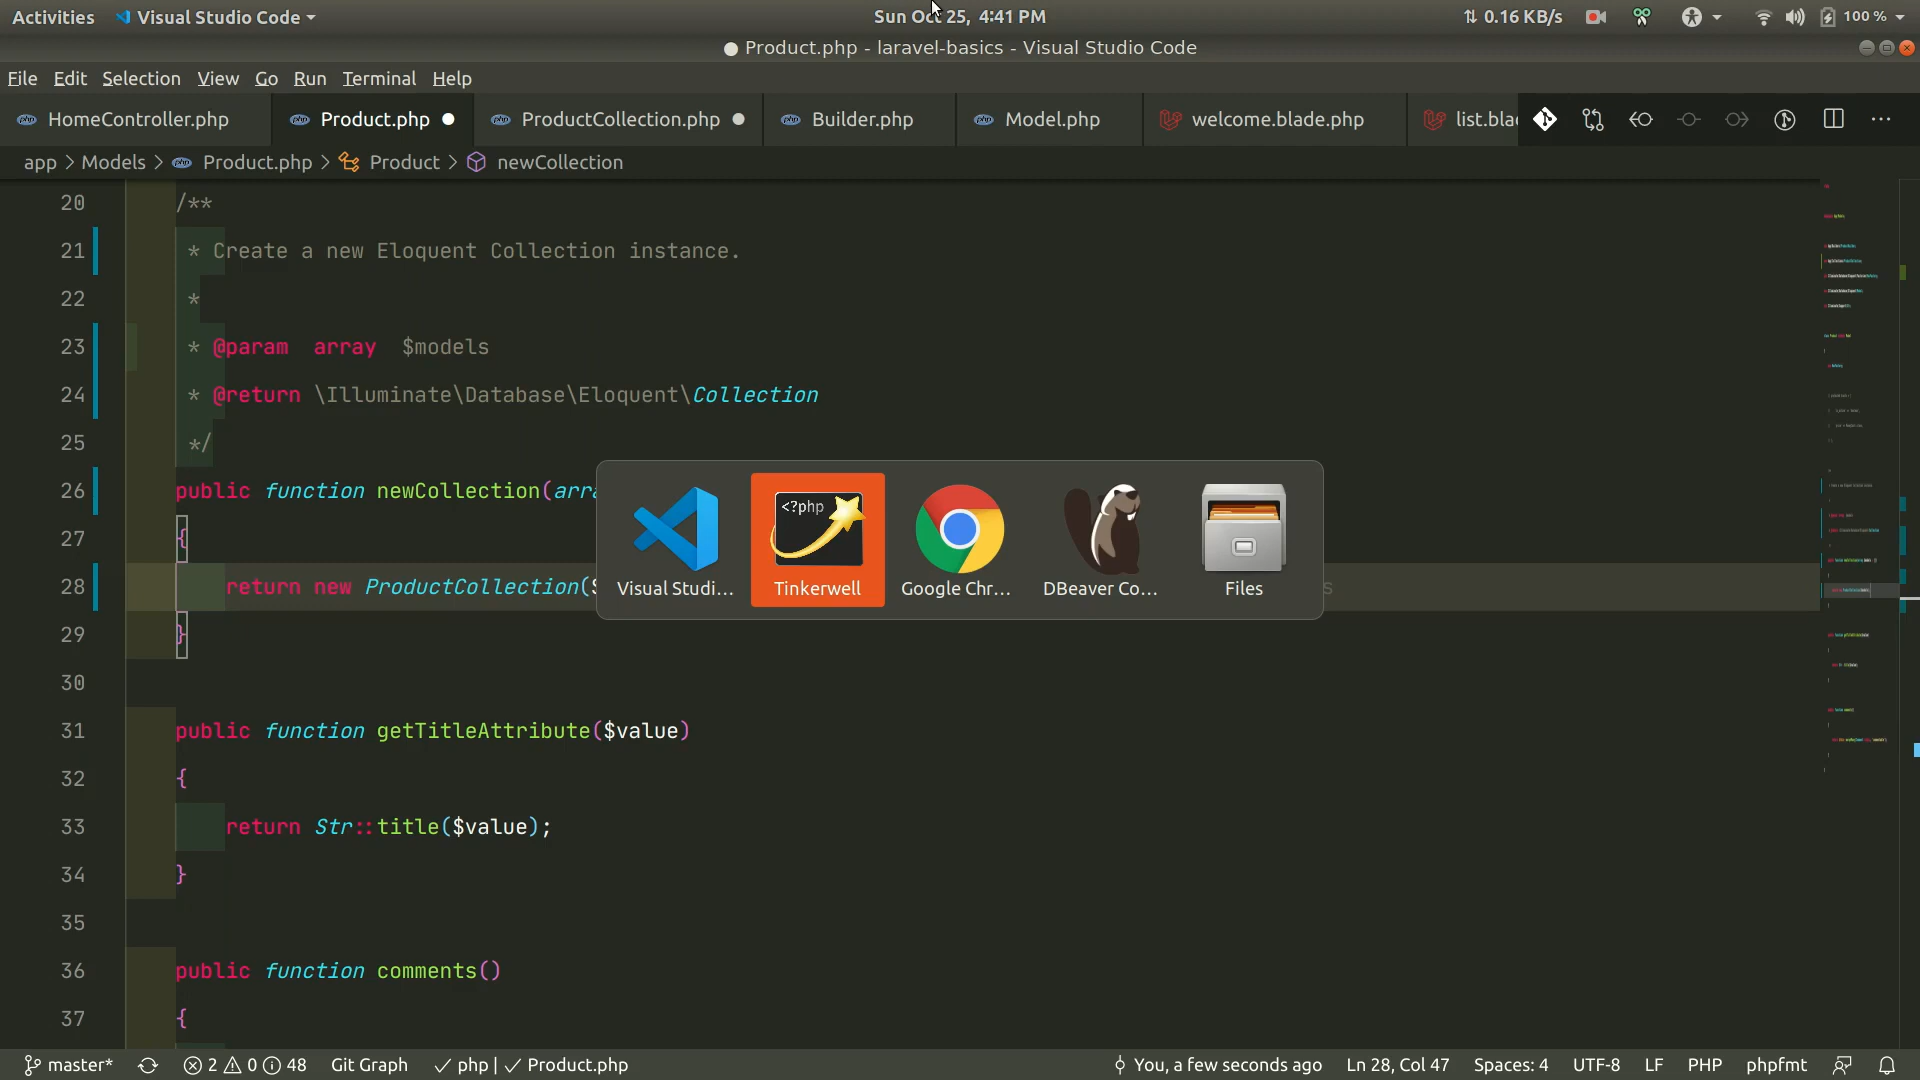 Activities Visual Studio Code Sun Oct 25, 4:41 PM 0.16 KB/s 100 %
Product.php - laravel-basics - Visual Studio Code
File Edit Selection View Go Run Terminal Help
HomeController.php Product.php ProductCollection.php Builder.php Model.php welcome.blade.php list.blac
app > Models > Product.php > Product > newCollection
20 /**
21 * Create a new Eloquent Collection instance.
22 *
23 * @param array $models
24 * @return \Illuminate\Database\Eloquent\Collection
25 */
26 public function newCollection(arra
27 {
28 return new ProductCollection($
29 }
30
31 public function getTitleAttribute($value)
32 {
33 return Str::title($value);
34 }
35
36 public function comments()
37 {
<?php
Visual Studi... Tinkerwell Google Chr... DBeaver Co... Files
master* 2 0 48 Git Graph php | Product.php You, a few seconds ago Ln 28, Col 47 Spaces: 4 UTF-8 LF PHP phpfmt